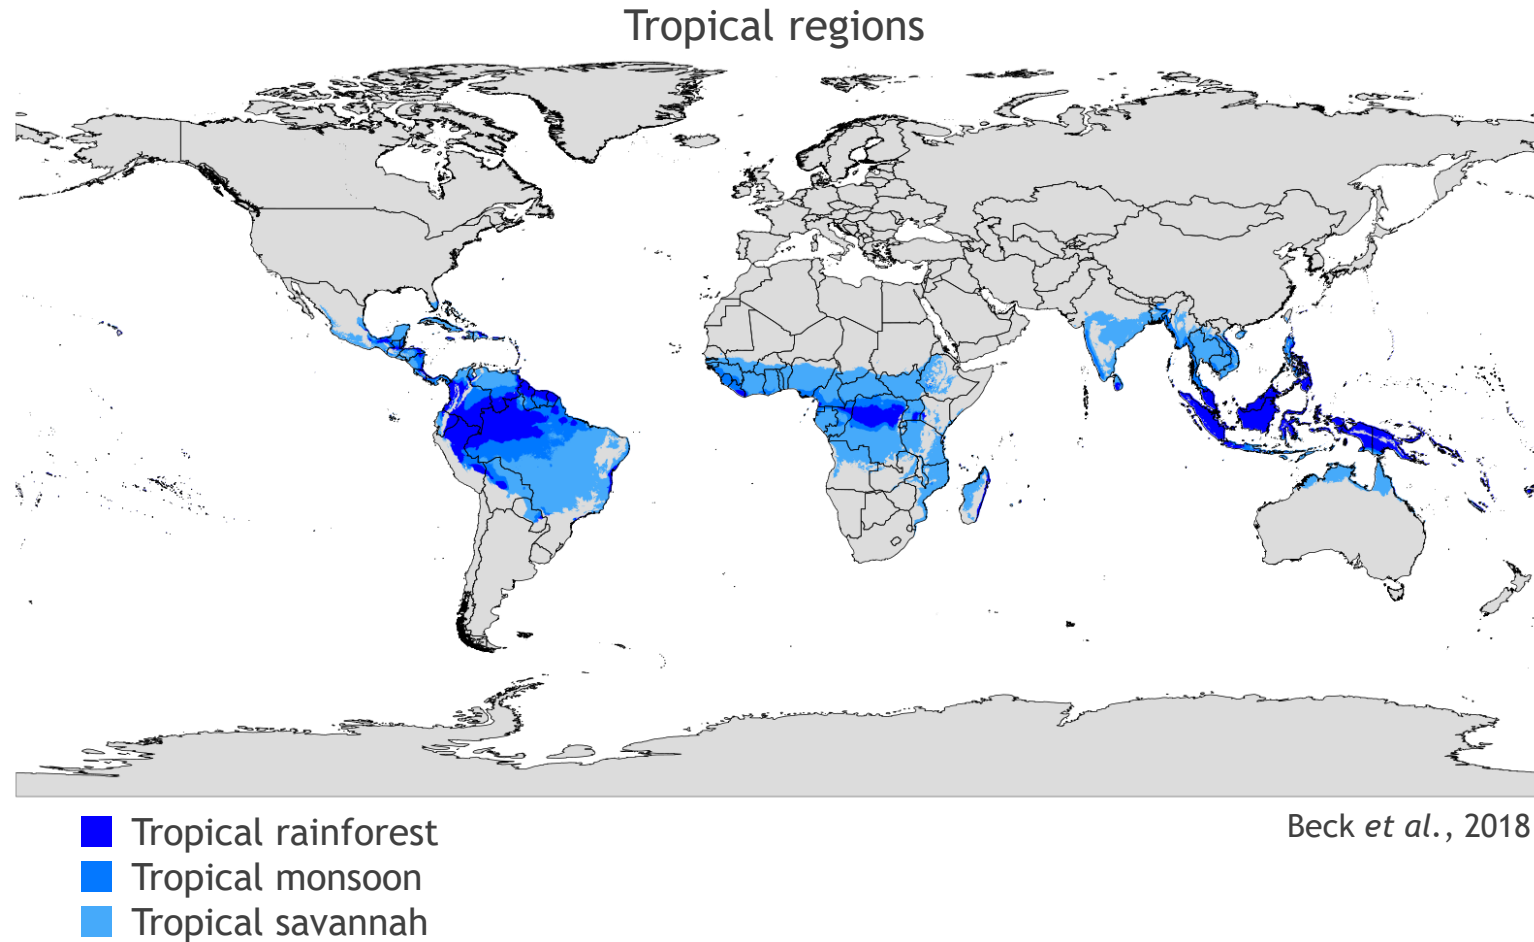 Tropical regions
Tropical rainforest
Tropical monsoon
Tropical savannah
Beck et al., 2018